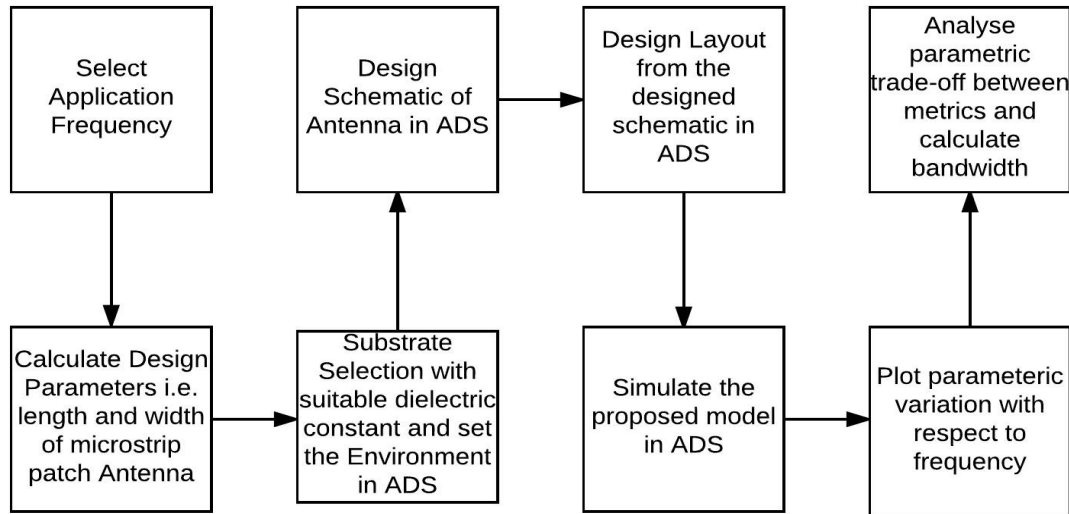 Select
Application
Frequency
Calculate Design
Parameters i.e.
length and width
of microstrip
patch Antenna
Substrate
Selection with
suitable dielectric
constant and set
the Environment
in ADS
Design
Schematic of
Antenna in ADS
Design Layout
from the
designed
schematic in
ADS
Simulate the
proposed model
in ADS
Plot parameteric
variation with
respect to
frequency
Analyse
parametric
trade-off between
metrics and
calculate
bandwidth